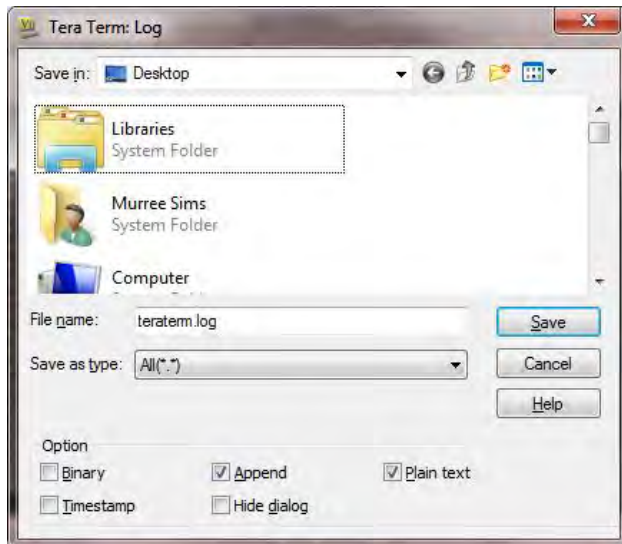 Tera Term: Log
Save in: Desktop
Libraries
System Folder
Murree Sims
System Folder
Computer
File name: teraterm.log Save
Save as type: All(*.*) Cancel
Help
Option
Binary Append Plain text
Timestamp Hide dialog